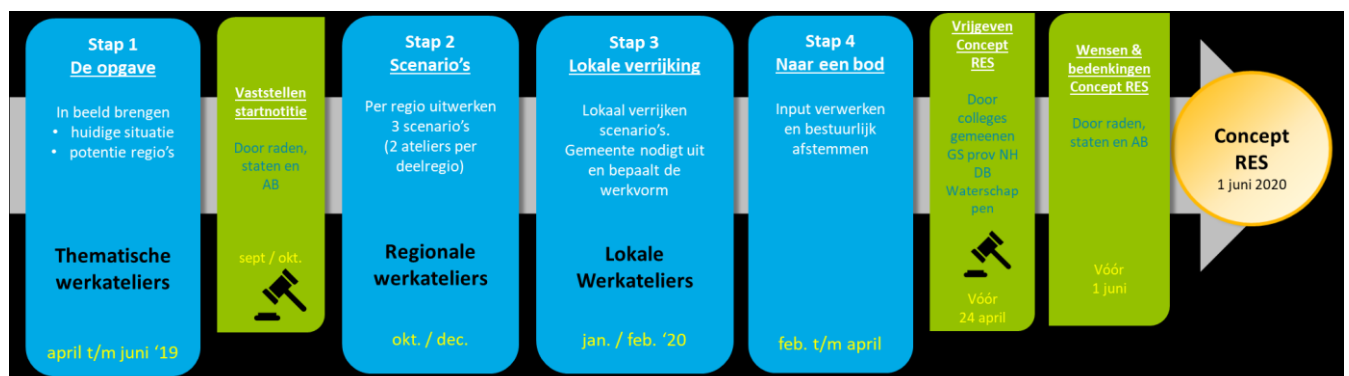 Stap 1
De opgave
In beeld brengen
• huidige situatie
• potentie regio's
Thematische
werkateliers
april t/m juni '19
Vaststellen
startnotitie
Door raden,
staten en
AB
sept / okt.
Stap 2
Scenario's
Per regio uitwerken
3 scenario's
(2 ateliers per
deelregio)
Regionale
werkateliers
okt. / dec.
Stap 3
Lokale verrijking
Lokaal verrijken
scenario's.
Gemeente nodigt uit
en bepaalt de
werkvorm
Lokale
Werkateliers
jan. / feb. '20
Stap 4
Naar een bod
Input verwerken
en bestuurlijk
afstemmen
feb. t/m april
Vrijgeven
Concept
RES
Door
colleges
gemeenen
GS prov NH
DB
Waterschap
pen
Vóór
24 april
Wensen &
bedenkingen
Concept RES
Door raden,
staten en AB
Vóór
1 juni
Concept
RES
1 juni 2020